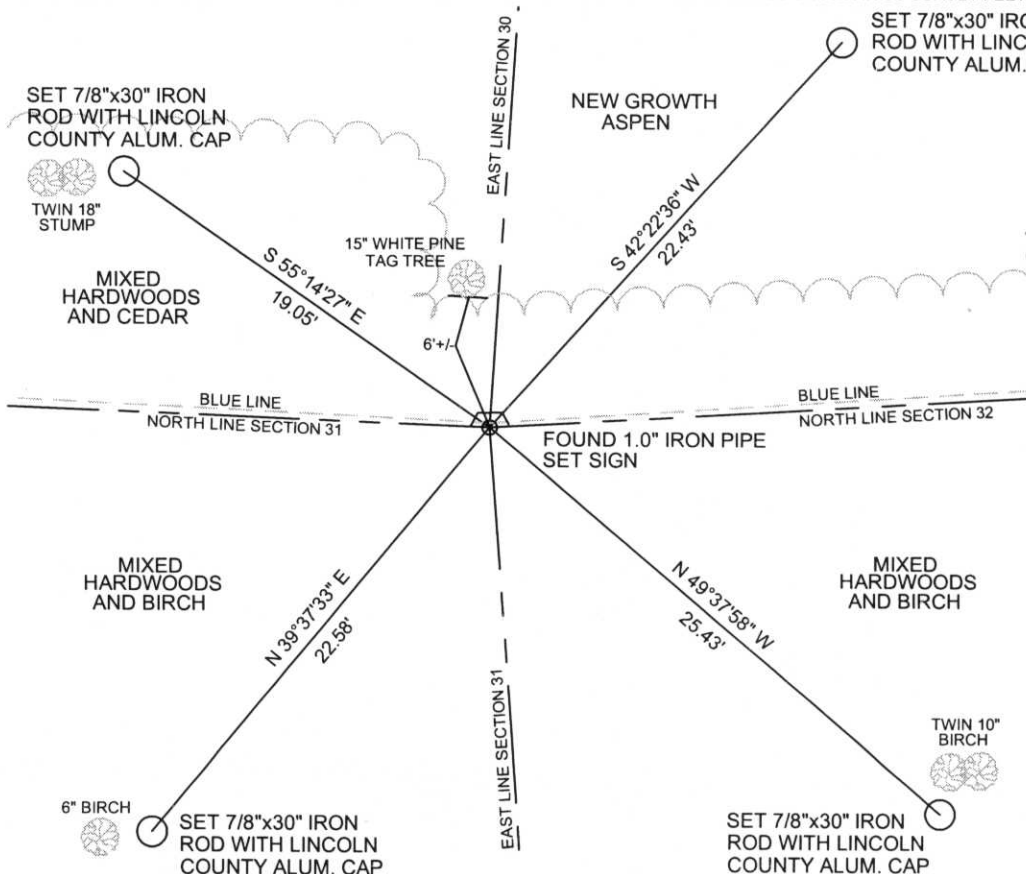 SET 7/8"x30" IRON
ROD WITH LINCOLN
COUNTY ALUM. CAP
TWIN 18"
STUMP
MIXED
HARDWOODS
AND CEDAR
S 55°14'27" E
19.05'
15" WHITE PINE
TAG TREE
6'+/-
EAST LINE SECTION 30
NEW GROWTH
ASPEN
SET 7/8"x30"
ROD WITH
COUNTY ALUM.
S 42°22'36" W
22.43'
BLUE LINE
NORTH LINE SECTION 31
BLUE LINE
NORTH LINE SECTION 32
FOUND 1.0" IRON PIPE
SET SIGN
MIXED
HARDWOODS
AND BIRCH
N 39°37'33" E
22.58'
N 49°37'58" W
25.43'
MIXED
HARDWOODS
AND BIRCH
EAST LINE SECTION 31
6" BIRCH
SET 7/8"x30" IRON
ROD WITH LINCOLN
COUNTY ALUM. CAP
TWIN 10"
BIRCH
SET 7/8"x30" IRON
ROD WITH LINCOLN
COUNTY ALUM. CAP